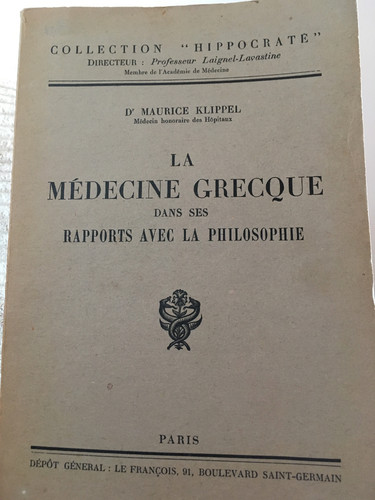 COLLECTION "HIPPOCRATE"
DIRECTEUR : Professeur Laignel-Lavastine
Membre de l'Académie de Médecine
Dr MAURICE KLIPPEL
Médecin honoraire des Hôpitaux
LA
MÉDECINE GRECQUE
DANS SES
RAPPORTS AVEC LA PHILOSOPHIE
PARIS
DÉPÔT GÉNÉRAL : LE FRANÇOIS, 91, BOULEVARD SAINT-GERMAIN